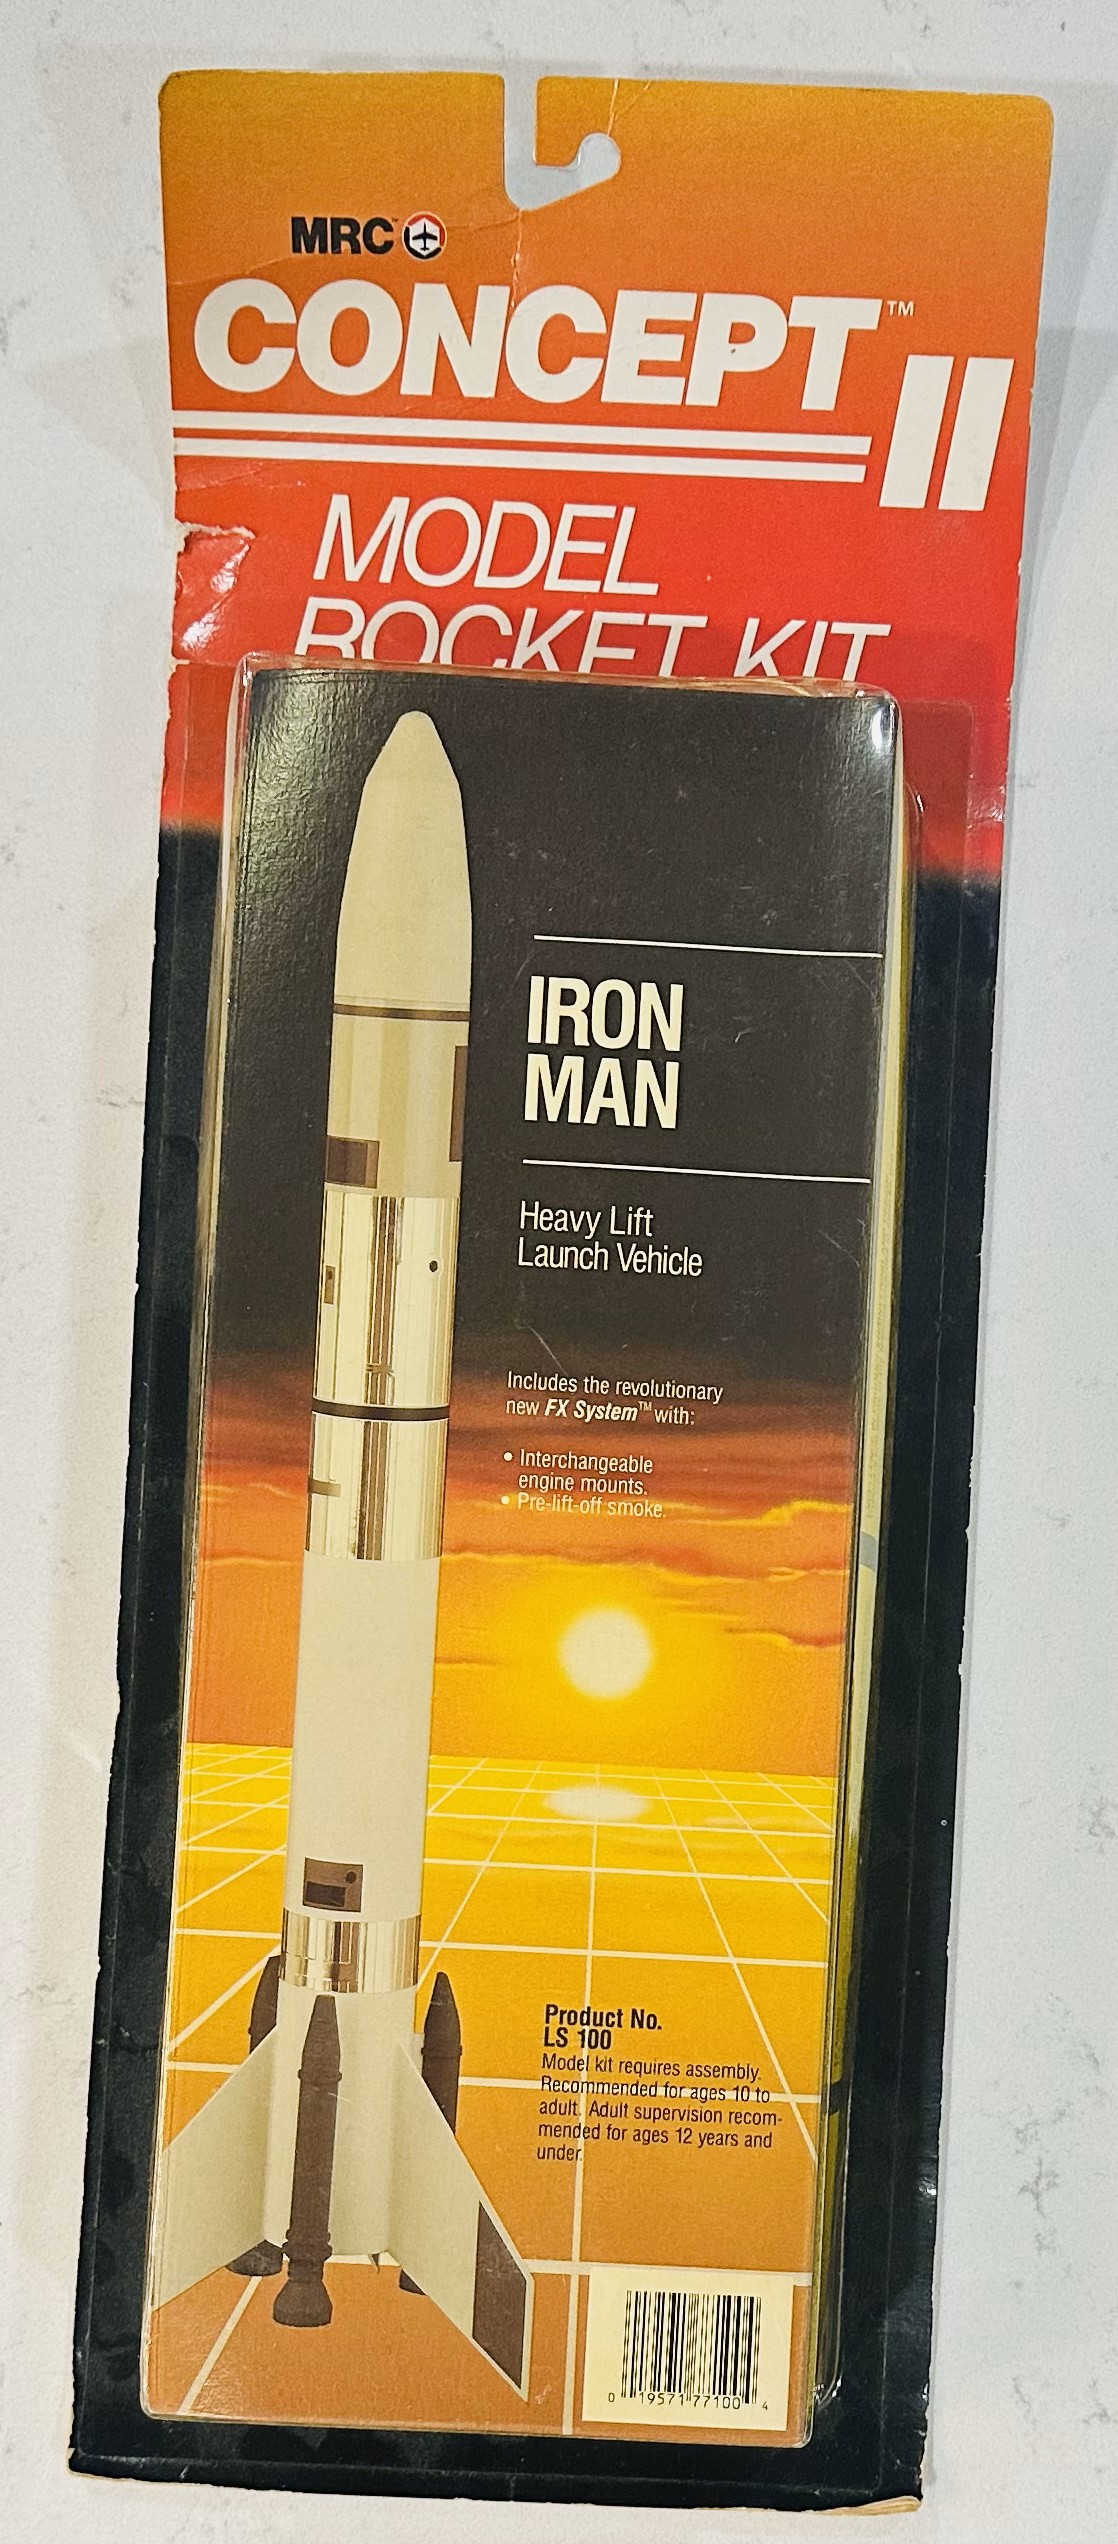 MRC™
CONCEPT™
II
MODEL
ROCKET KIT
IRON
MAN
Heavy Lift
Launch Vehicle
Includes the revolutionary
new FX System™ with:
• Interchangeable
engine mounts.
• Pre-lift-off smoke.
Product No.
LS 100
Model kit requires assembly.
Recommended for ages 10 to
adult. Adult supervision recom-
mended for ages 12 years and
under.
0 19571 77100 4